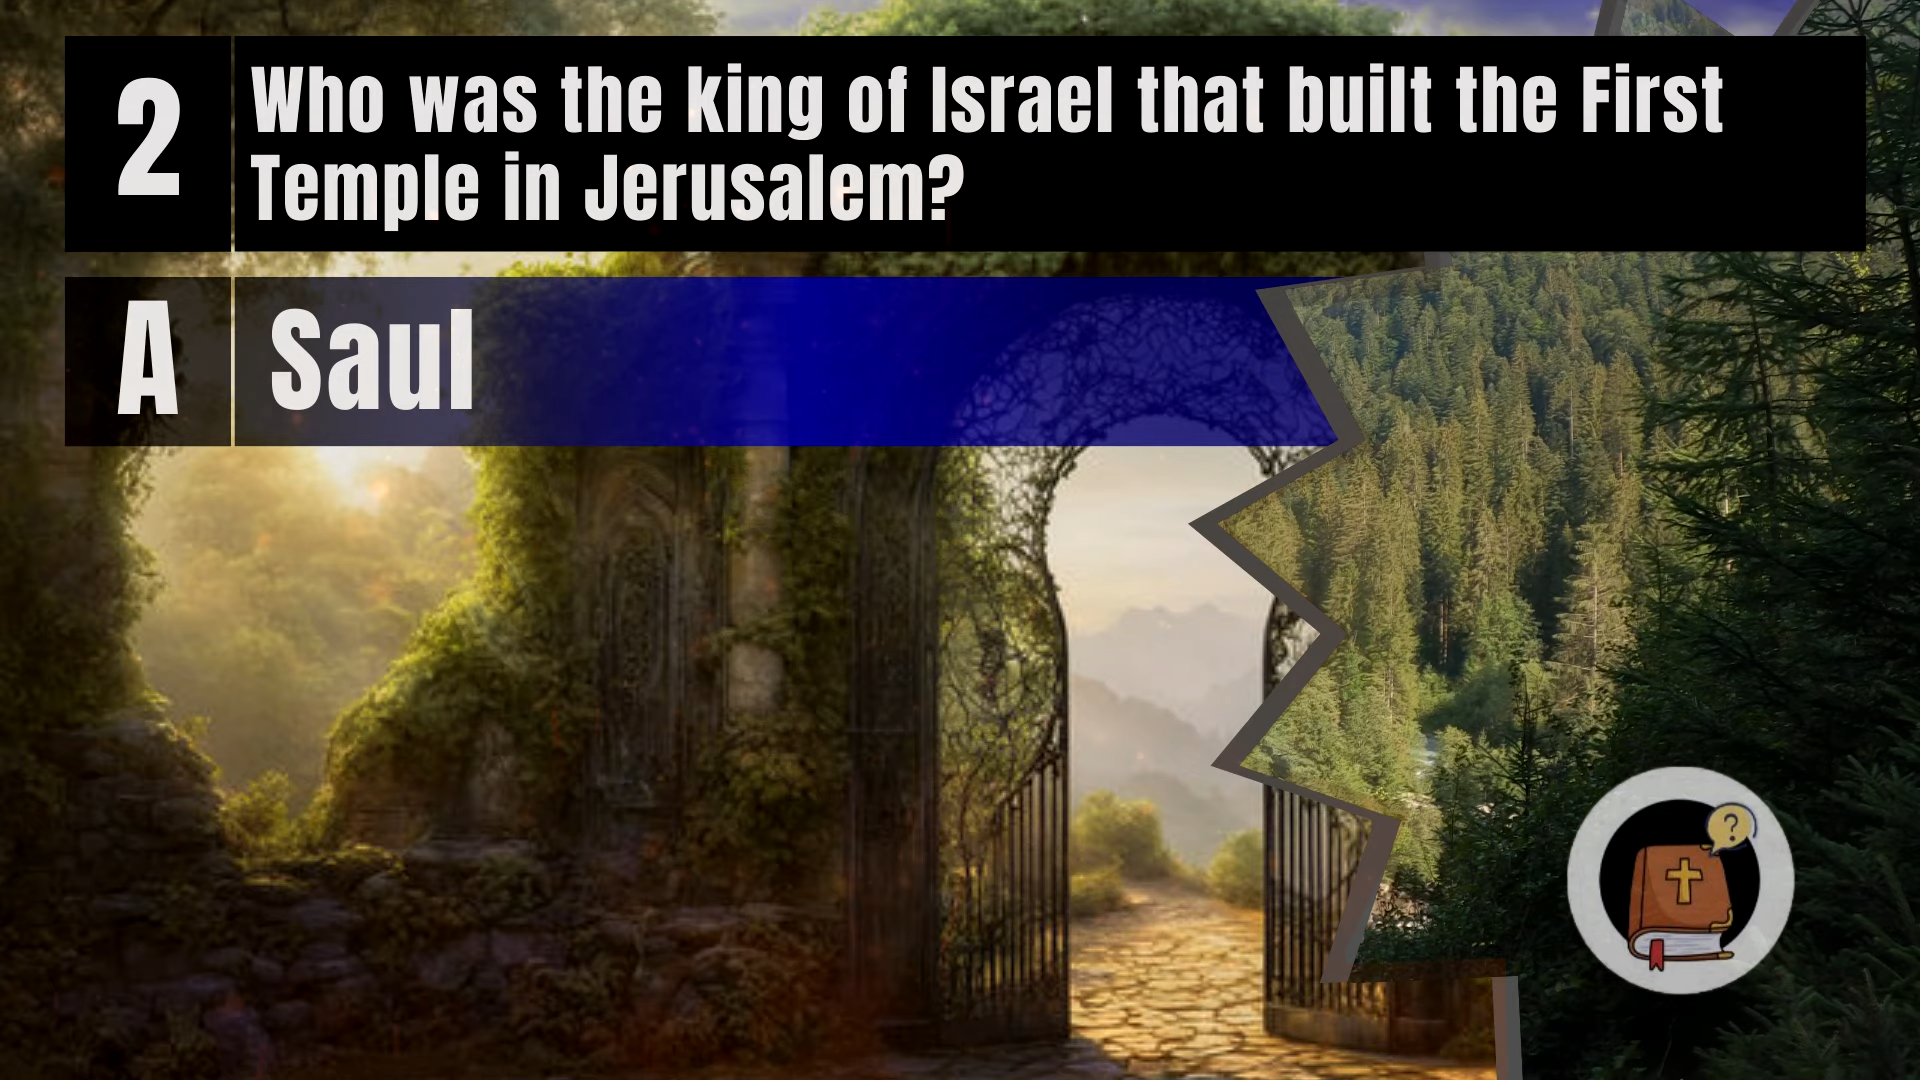 2
Who was the king of Israel that built the First
Temple in Jerusalem?
A
Saul
?